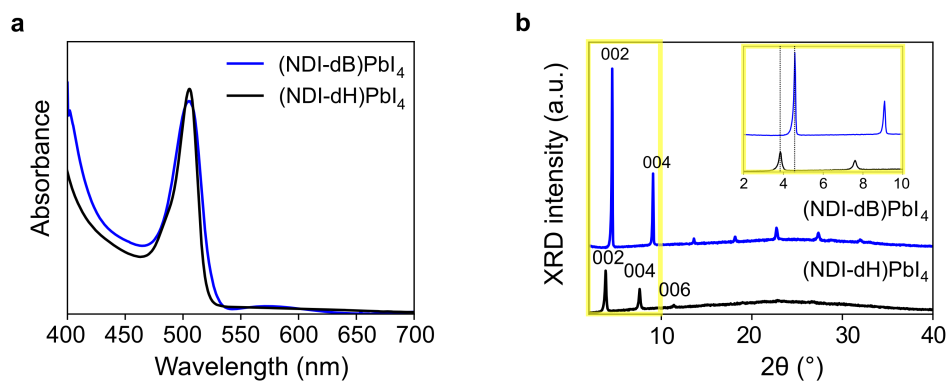 a
Absorbance
(NDI-dB)PbI₄
(NDI-dH)PbI₄
400 450 500 550 600 650 700
Wavelength (nm)
b
XRD intensity (a.u.)
002
004
2 4 6 8 10
(NDI-dB)PbI₄
(NDI-dH)PbI₄
002
004
006
10 20 30 40
2θ (°)